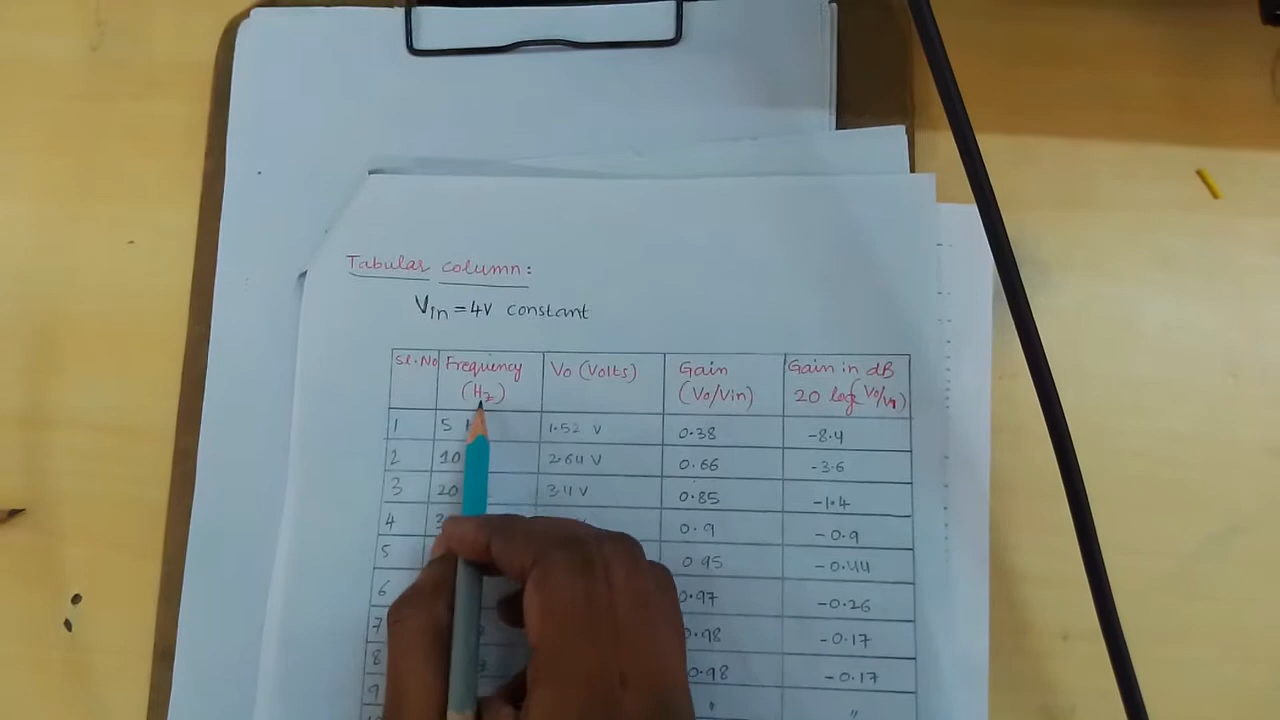 Tabular column:
Vin = 4V constant
Sl.No Frequency (Hz) Vo (Volts) Gain (Vo/Vin) Gain in dB 20 log(Vo/Vi)
1 5 1.52 V 0.38 -8.4
2 10 2.64 V 0.66 -3.6
3 20 3.4 V 0.85 -1.4
4 0.9 -0.9
5 0.95 -0.44
6 0.97 -0.26
7 0.98 -0.17
8 0.98 -0.17
9 " "